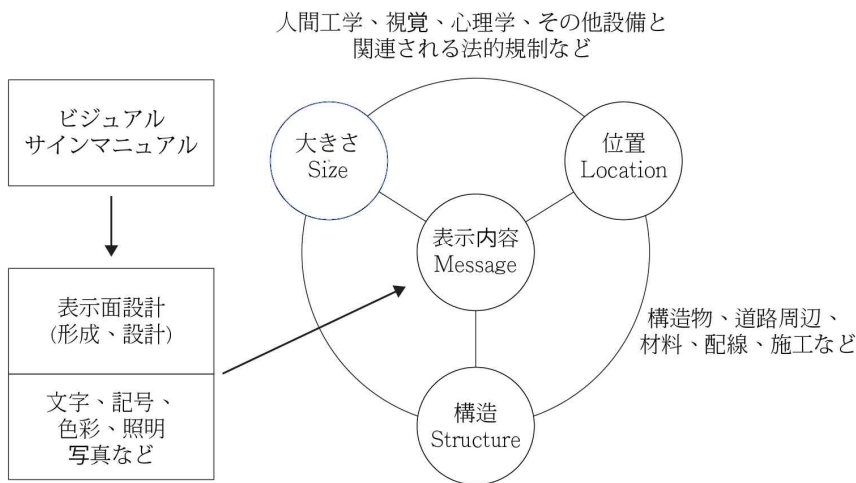 人間工学、視覚、心理学、その他設備と
関連される法的規制など
ビジュアル
サインマニュアル
大きさ
Size
位置
Location
表示内容
Message
表示面設計
(形成、設計)
構造物、道路周辺、
材料、配線、施工など
文字、記号、
色彩、照明
写真など
構造
Structure